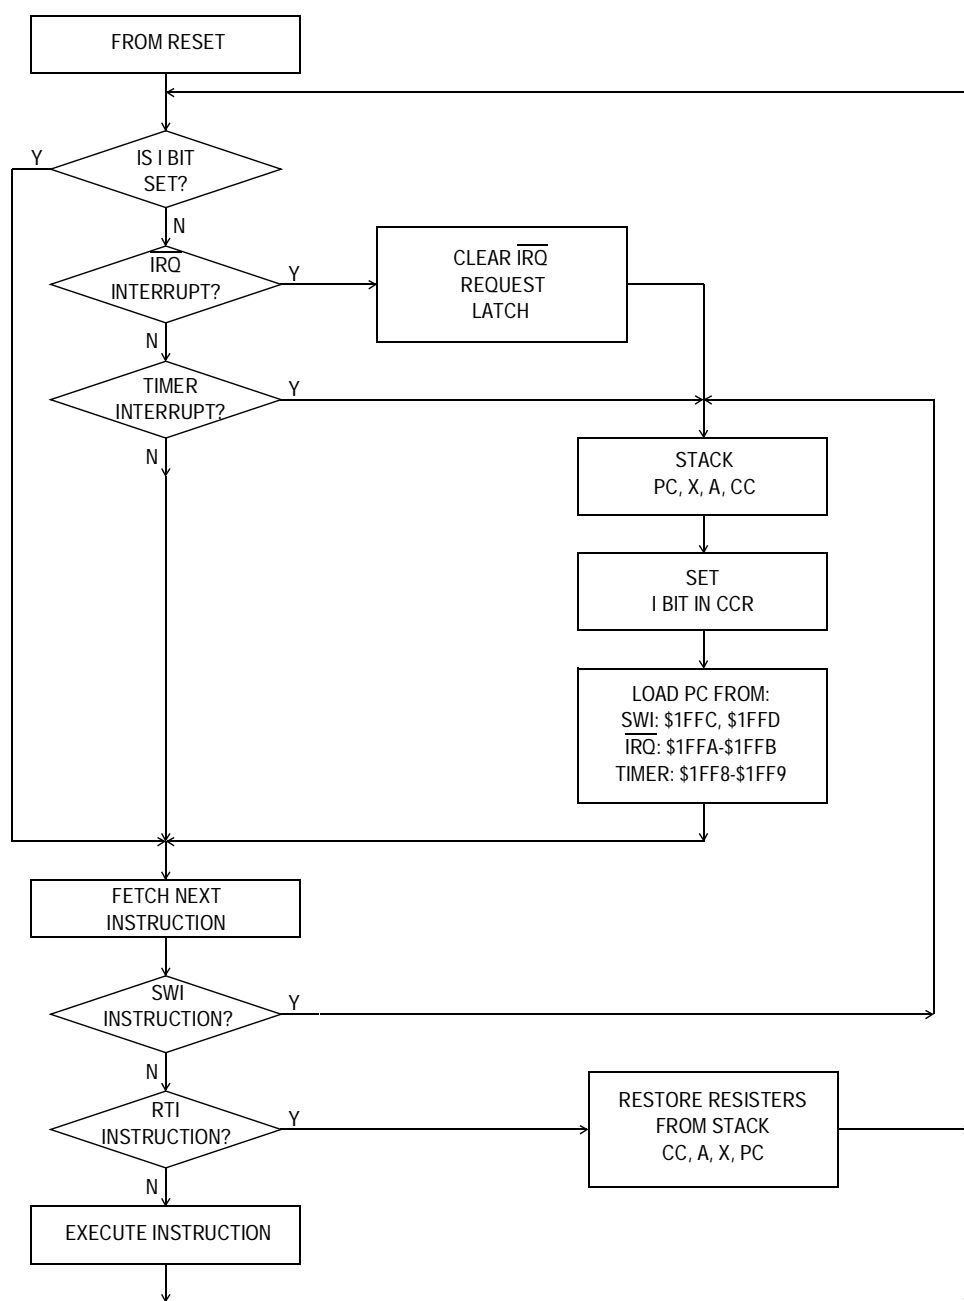 FROM RESET
Y
IS I BIT
SET?
N
IRQ
INTERRUPT?
Y
CLEAR IRQ
REQUEST
LATCH
N
TIMER
INTERRUPT?
Y
N
STACK
PC, X, A, CC
SET
I BIT IN CCR
LOAD PC FROM:
SWI: $1FFC, $1FFD
IRQ: $1FFA-$1FFB
TIMER: $1FF8-$1FF9
FETCH NEXT
INSTRUCTION
SWI
INSTRUCTION?
Y
N
RTI
INSTRUCTION?
Y
RESTORE RESISTERS
FROM STACK
CC, A, X, PC
N
EXECUTE INSTRUCTION